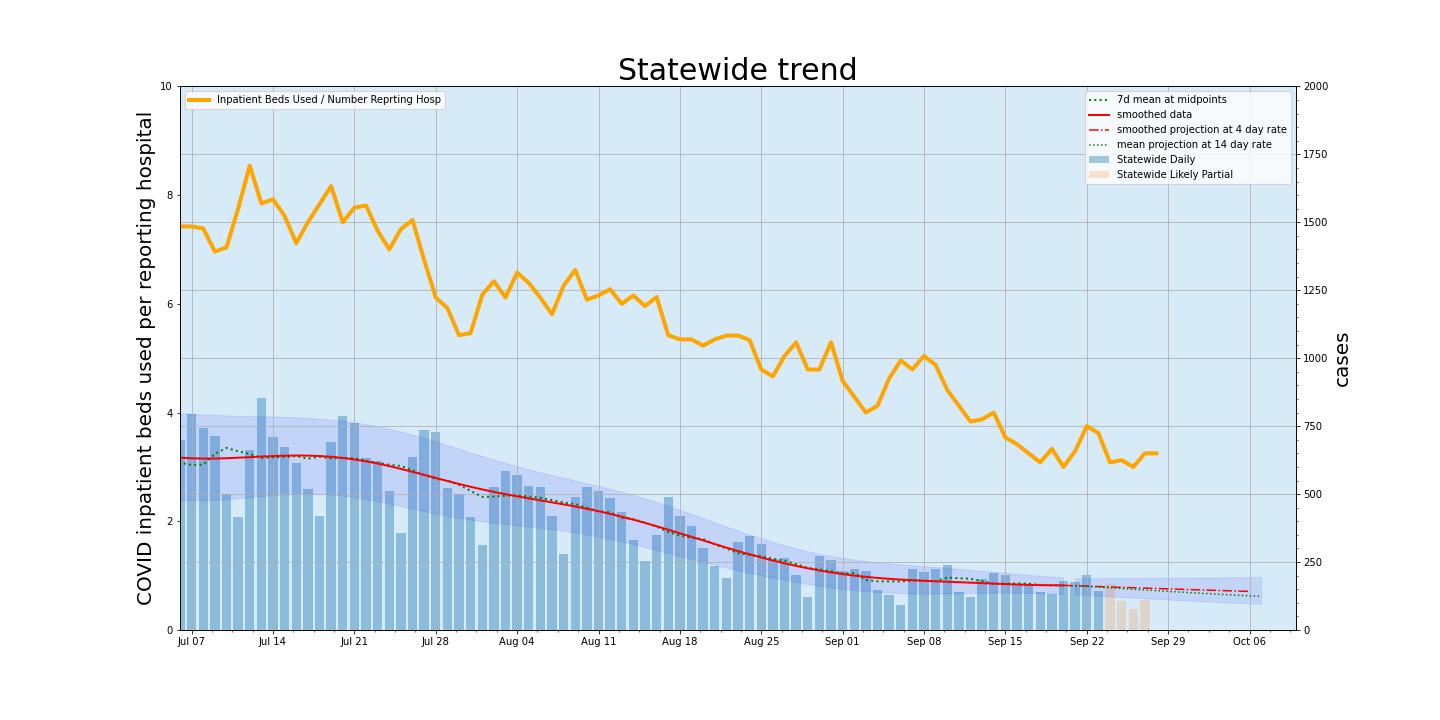 Statewide trend
COVID inpatient beds used per reporting hospital
10
8
6
4
2
0
Inpatient Beds Used / Number Reprting Hosp
7d mean at midpoints
smoothed data
smoothed projection at 4 day rate
mean projection at 14 day rate
Statewide Daily
Statewide Likely Partial
2000
1750
1500
1250
1000
750
500
250
0
cases
Jul 07 Jul 14 Jul 21 Jul 28 Aug 04 Aug 11 Aug 18 Aug 25 Sep 01 Sep 08 Sep 15 Sep 22 Sep 29 Oct 06